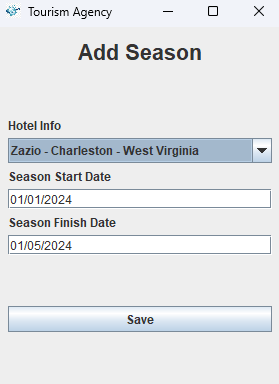 Tourism Agency
Add Season
Hotel Info
Zazio - Charleston - West Virginia
Season Start Date
01/01/2024
Season Finish Date
01/05/2024
Save